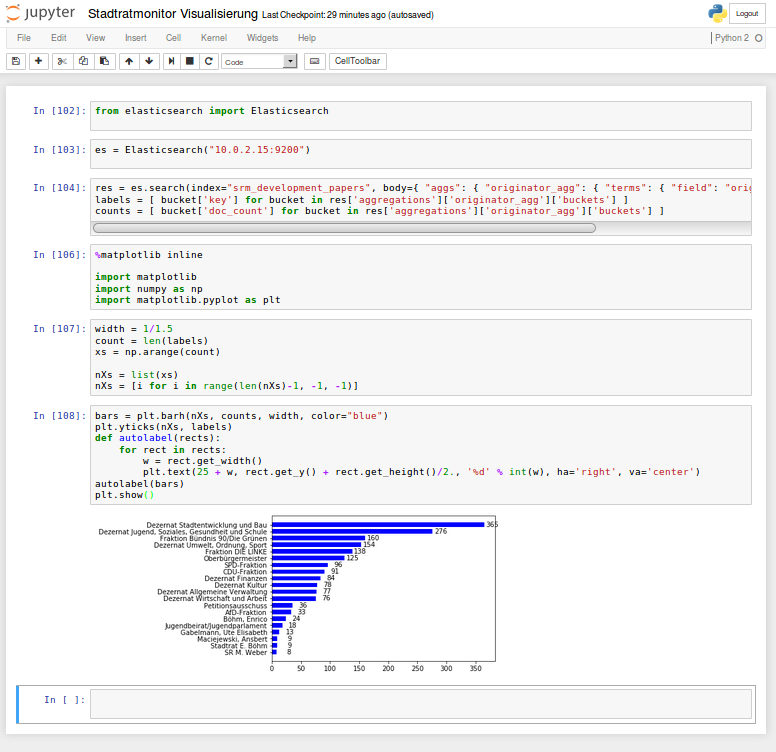 jupyter Stadtratmonitor Visualisierung Last Checkpoint: 29 minutes ago (autosaved) Logout
File Edit View Insert Cell Kernel Widgets Help Python 2
Code CellToolbar
In [102]: from elasticsearch import Elasticsearch
In [103]: es = Elasticsearch("10.0.2.15:9200")
In [104]: res = es.search(index="srm_development_papers", body={ "aggs": { "originator_agg": { "terms": { "field": "orig
labels = [ bucket['key'] for bucket in res['aggregations']['originator_agg']['buckets'] ]
counts = [ bucket['doc_count'] for bucket in res['aggregations']['originator_agg']['buckets'] ]
In [106]: %matplotlib inline
import matplotlib
import numpy as np
import matplotlib.pyplot as plt
In [107]: width = 1/1.5
count = len(labels)
xs = np.arange(count)
nXs = list(xs)
nXs = [i for i in range(len(nXs)-1, -1, -1)]
In [108]: bars = plt.barh(nXs, counts, width, color="blue")
plt.yticks(nXs, labels)
def autolabel(rects):
for rect in rects:
w = rect.get_width()
plt.text(25 + w, rect.get_y() + rect.get_height()/2., '%d' % int(w), ha='right', va='center')
autolabel(bars)
plt.show()
Dezernat Stadtentwicklung und Bau 365
Dezernat Jugend, Soziales, Gesundheit und Schule 276
Fraktion Bündnis 90/Die Grünen 160
Dezernat Umwelt, Ordnung, Sport 154
Fraktion DIE LINKE 138
Oberbürgermeister 125
SPD-Fraktion 96
CDU-Fraktion 91
Dezernat Finanzen 84
Dezernat Kultur 78
Dezernat Allgemeine Verwaltung 77
Dezernat Wirtschaft und Arbeit 76
Petitionsausschuss 36
AfD-Fraktion 33
Böhm, Enrico 24
Jugendbeirat/Jugendparlament 18
Gabelmann, Ute Elisabeth 13
Maciejewski, Ansbert 9
Stadtrat E. Böhm 9
SR M. Weber 8
0 50 100 150 200 250 300 350
In [ ]: